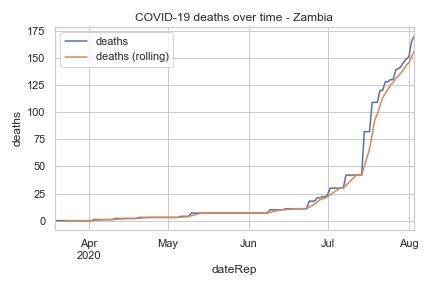 COVID-19 deaths over time - Zambia
deaths
deaths (rolling)
175
150
125
100
75
50
25
0
deaths
Apr
2020
May
Jun
Jul
Aug
dateRep